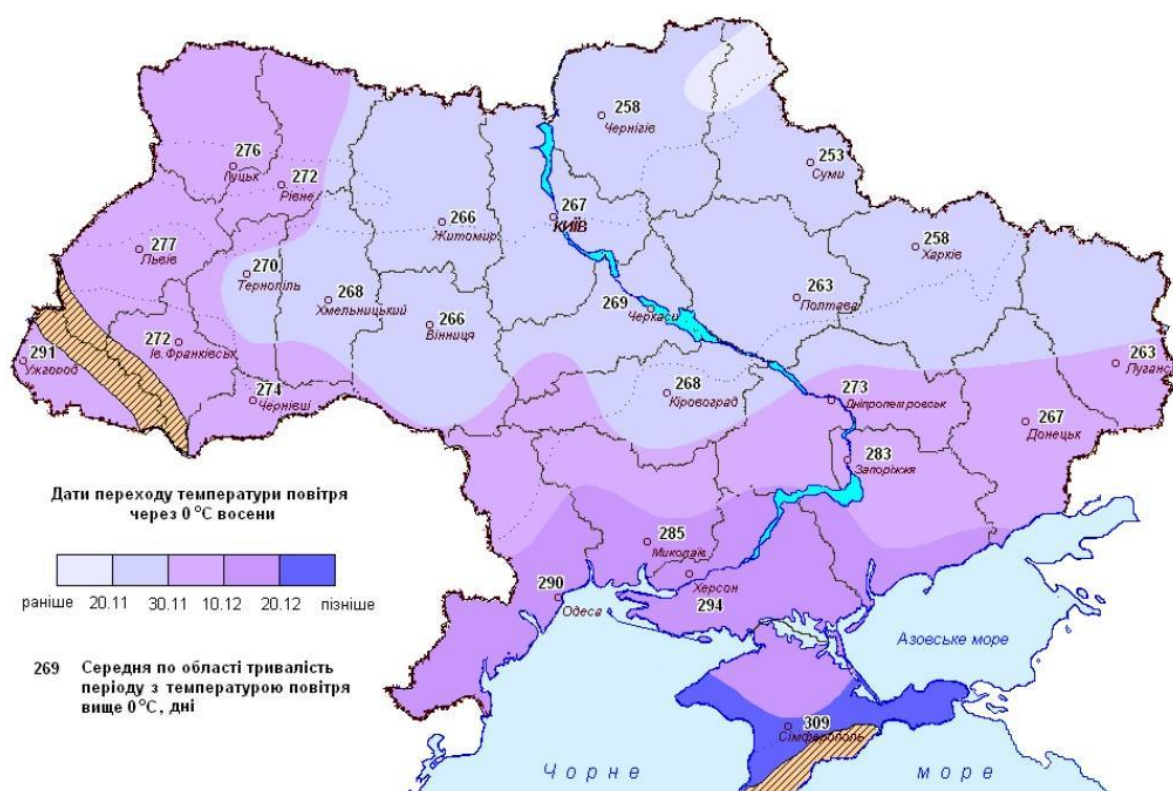 258
Чернігів
253
Суми
276
Луцьк
272
Рівне
267
КИЇВ
266
Житомир
258
Харків
277
Львів
270
Тернопіль
268
Хмельницький
266
Вінниця
269
Черкаси
263
Полтава
291
Ужгород
272
Ів.Франківськ
274
Чернівці
268
Кіровоград
273
Дніпропетровськ
263
Луганс
267
Донецьк
283
Запоріжжя
285
Миколаїв
290
Одеса
Херсон
294
309
Сімферополь
Азовське море
Чорне море
Дати переходу температури повітря
через 0 °С восени
раніше 20.11 30.11 10.12 20.12 пізніше
269 Середня по області тривалість
періоду з температурою повітря
вище 0°С, дні